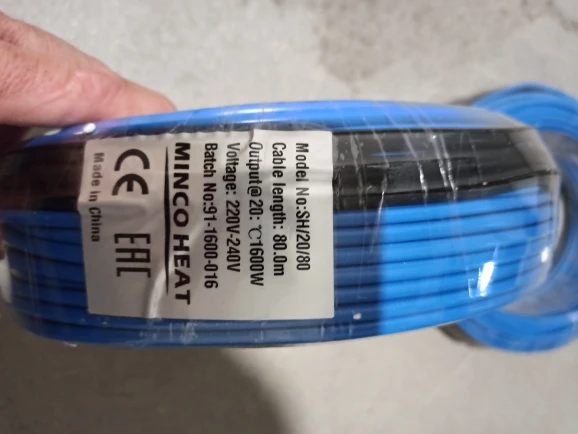 Model No:SH/20/80
Cable length: 80.0m
Output@20: °C1600W
Voltage: 220V-240V
Batch No:91-1600-016
MINCO HEAT
CE EAC
Made in China